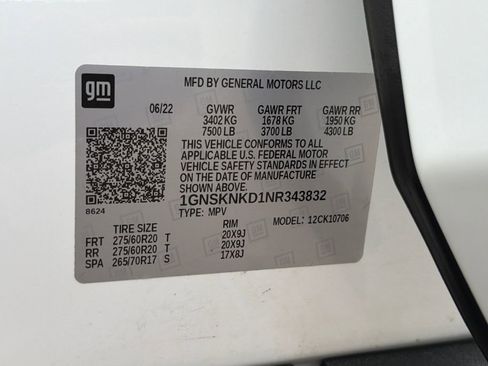 gm
MFD BY GENERAL MOTORS LLC
06/22 GVWR GAWR FRT GAWR RR
3402 KG 1678 KG 1950 KG
7500 LB 3700 LB 4300 LB
THIS VEHICLE CONFORMS TO ALL
APPLICABLE U.S. FEDERAL MOTOR
VEHICLE SAFETY STANDARDS IN EFFECT
ON THE DATE OF MANUFACTURE
SHOWN ABOVE.
1GNSKNKD1NR343832
8624
TYPE: MPV MODEL: 12CK10706
TIRE SIZE RIM
FRT 275/60R20 T 20X9J
RR 275/60R20 T 20X9J
SPA 265/70R17 S 17X8J